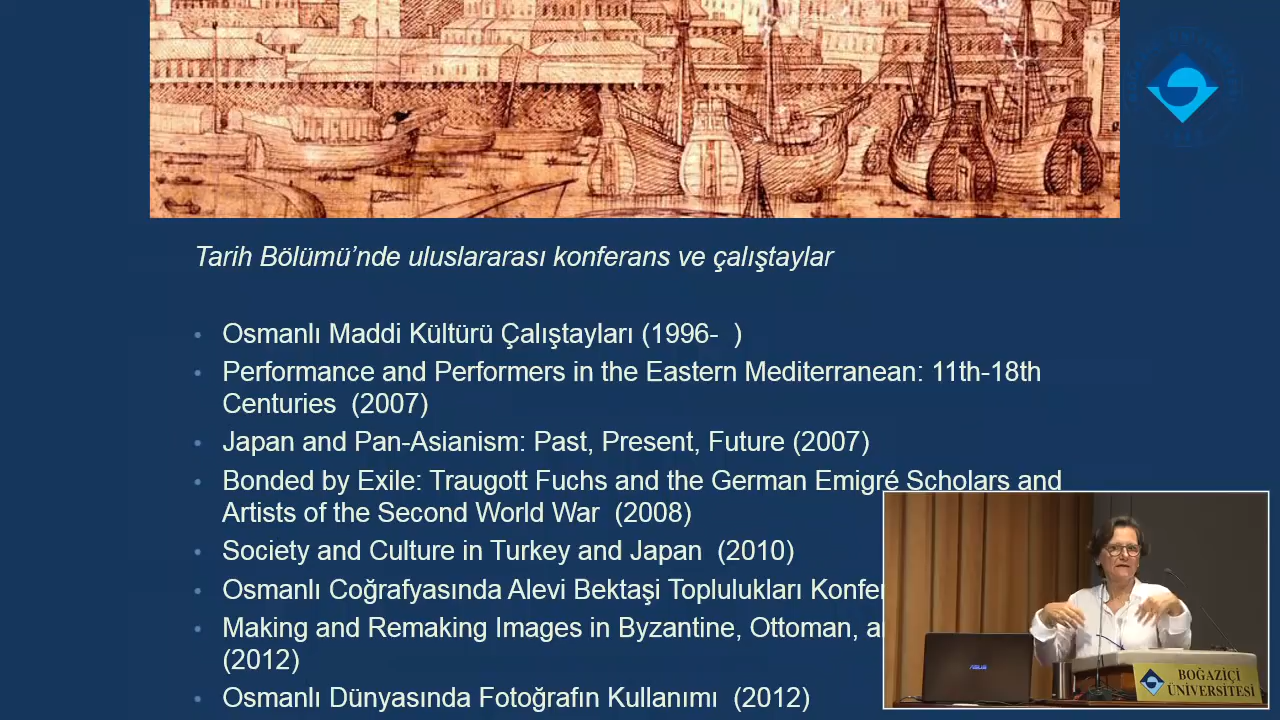 Tarih Bölümü’nde uluslararası konferans ve çalıştaylar
Osmanlı Maddi Kültürü Çalıştayları (1996-  )
Performance and Performers in the Eastern Mediterranean: 11th-18th
Centuries  (2007)
Japan and Pan-Asianism: Past, Present, Future (2007)
Bonded by Exile: Traugott Fuchs and the German Emigré Scholars and
Artists of the Second World War  (2008)
Society and Culture in Turkey and Japan  (2010)
Osmanlı Coğrafyasında Alevi Bektaşi Toplulukları
Making and Remaking Images in Byzantine, Ottoman,
(2012)
Osmanlı Dünyasında Fotoğrafın Kullanımı  (2012)
ASUS
BOĞAZİÇİ
ÜNİVERSİTESİ